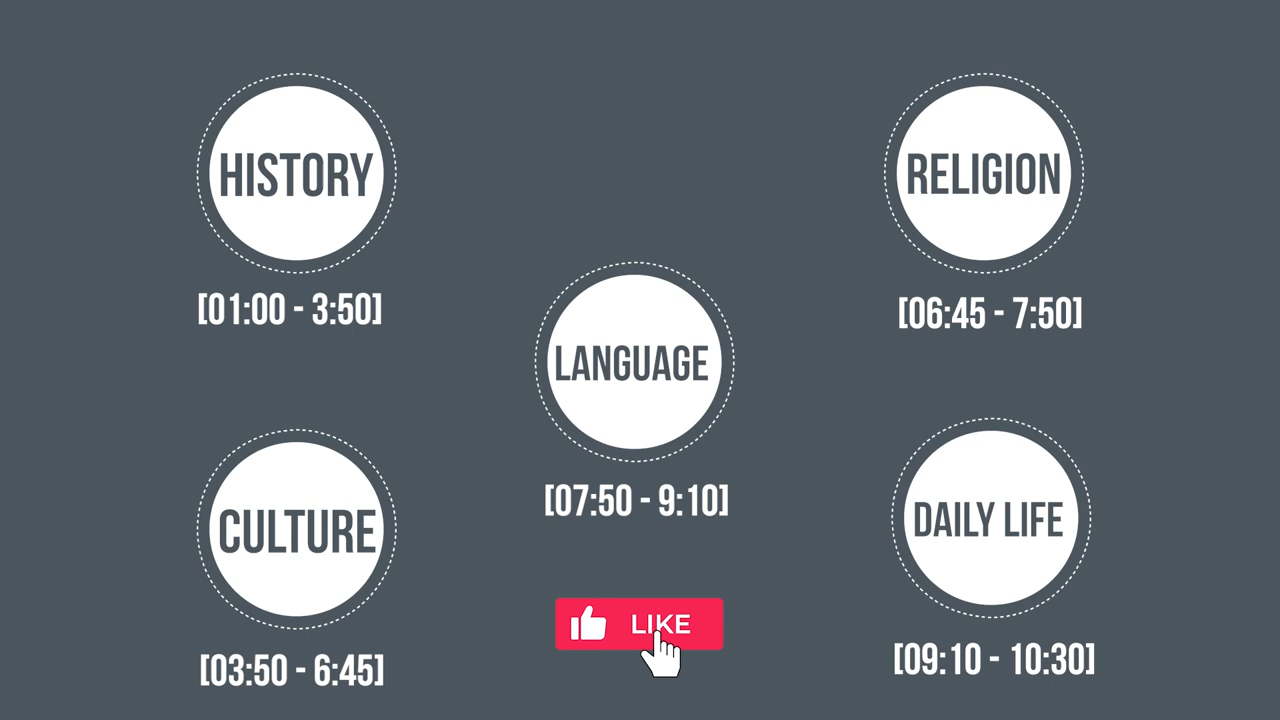 HISTORY
[01:00 - 3:50]
RELIGION
[06:45 - 7:50]
LANGUAGE
[07:50 - 9:10]
CULTURE
[03:50 - 6:45]
DAILY LIFE
[09:10 - 10:30]
LIKE